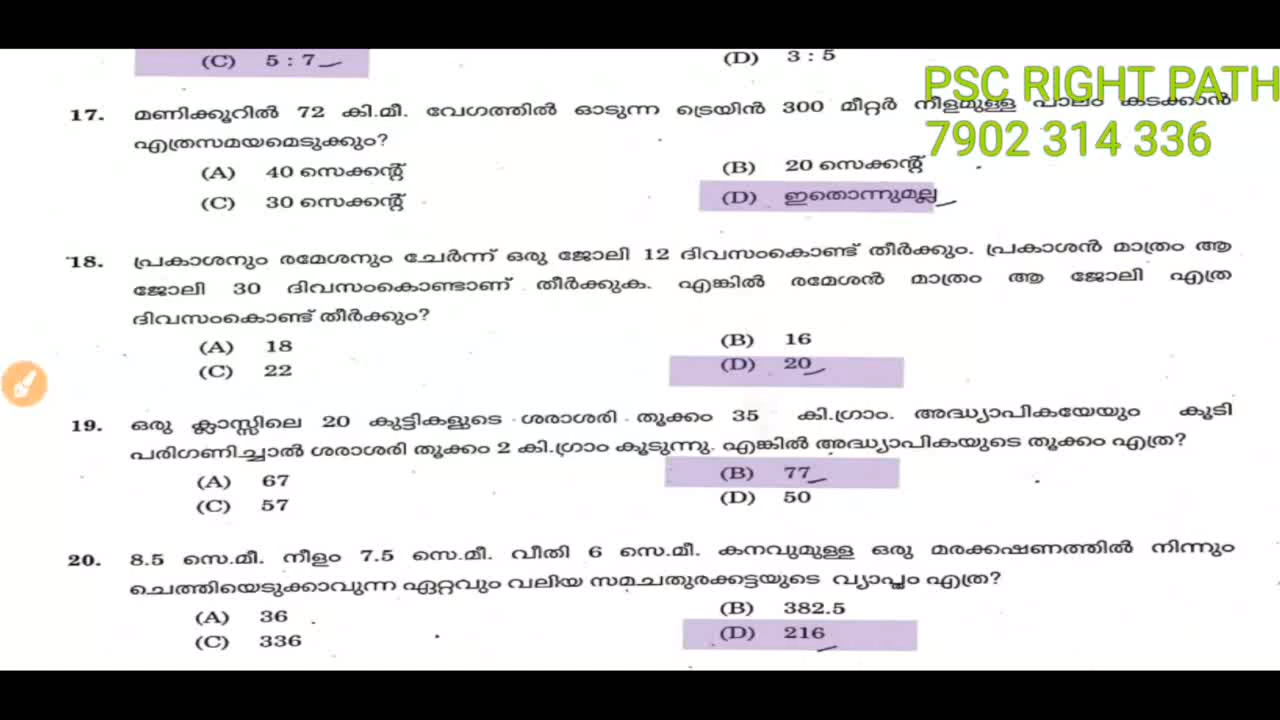 (C) 5 : 7 (D) 3 : 5
PSC RIGHT PATH
7902 314 336
17. മണിക്കൂറിൽ 72 കി.മീ. വേഗത്തിൽ ഓടുന്ന ട്രെയിൻ 300 മീറ്റർ നീളമുള്ള പാലം കടക്കാൻ
എത്രസമയമെടുക്കും?
(A) 40 സെക്കന്റ് (B) 20 സെക്കന്റ്
(C) 30 സെക്കന്റ് (D) ഇതൊന്നുമല്ല
18. പ്രകാശനും രമേശനും ചേർന്ന് ഒരു ജോലി 12 ദിവസംകൊണ്ട് തീർക്കും. പ്രകാശൻ മാത്രം ആ
ജോലി 30 ദിവസംകൊണ്ടാണ് തീർക്കുക. എങ്കിൽ രമേശൻ മാത്രം ആ ജോലി എത്ര
ദിവസംകൊണ്ട് തീർക്കും?
(A) 18 (B) 16
(C) 22 (D) 20
19. ഒരു ക്ലാസ്സിലെ 20 കുട്ടികളുടെ ശരാശരി തൂക്കം 35 കി.ഗ്രാം. അദ്ധ്യാപികയേയും കൂടി
പരിഗണിച്ചാൽ ശരാശരി തൂക്കം 2 കി.ഗ്രാം കൂടുന്നു. എങ്കിൽ അദ്ധ്യാപികയുടെ തൂക്കം എത്ര?
(A) 67 (B) 77
(C) 57 (D) 50
20. 8.5 സെ.മീ. നീളം 7.5 സെ.മീ. വീതി 6 സെ.മീ. കനവുമുള്ള ഒരു മരക്കഷണത്തിൽ നിന്നും
ചെത്തിയെടുക്കാവുന്ന ഏറ്റവും വലിയ സമചതുരക്കട്ടയുടെ വ്യാപ്തം എത്ര?
(A) 36 (B) 382.5
(C) 336 (D) 216